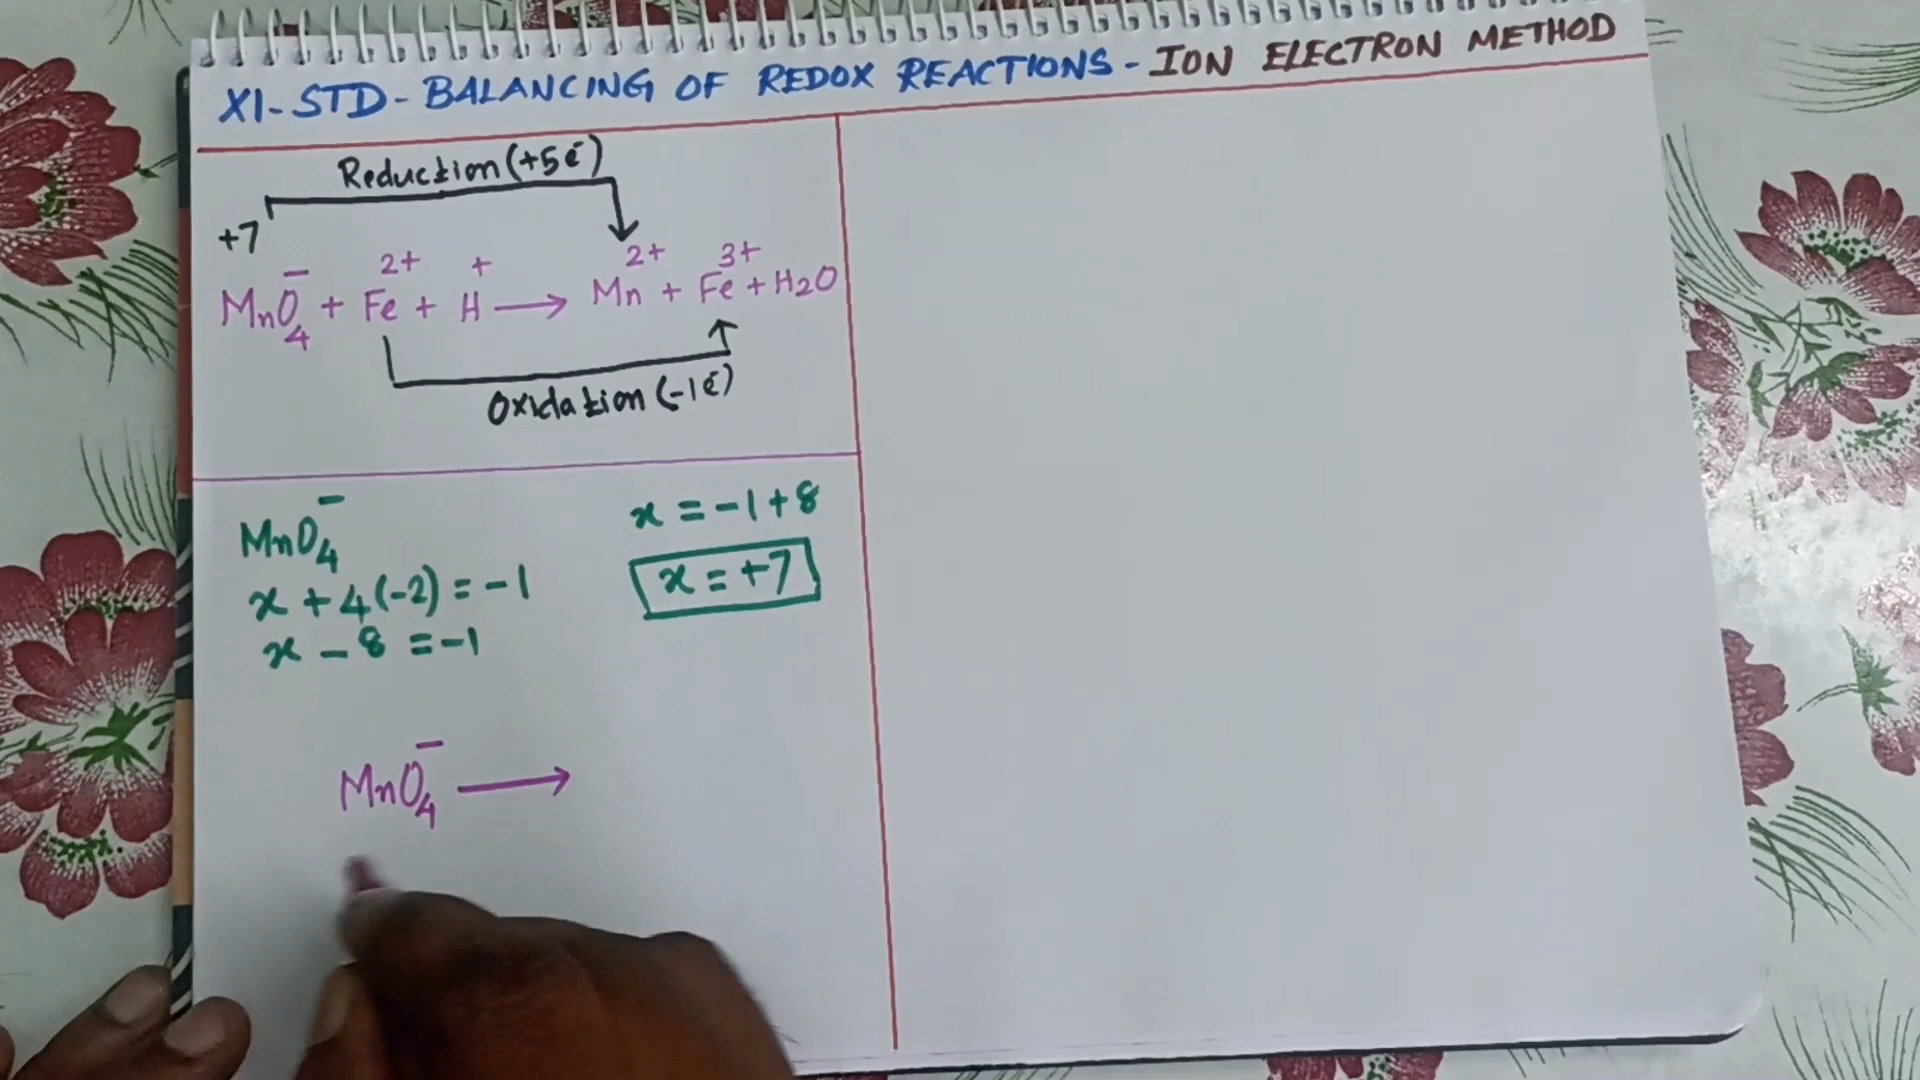 XI-STD-BALANCING OF REDOX REACTIONS - ION ELECTRON METHOD
Reduction (+5e⁻)
+7
MnO₄⁻ + Fe²⁺ + H⁺ ⟶ Mn²⁺ + Fe³⁺ + H₂O
Oxidation (-1e⁻)
MnO₄⁻
x + 4(-2) = -1
x - 8 = -1
x = -1+8
x = +7
MnO₄⁻ ⟶